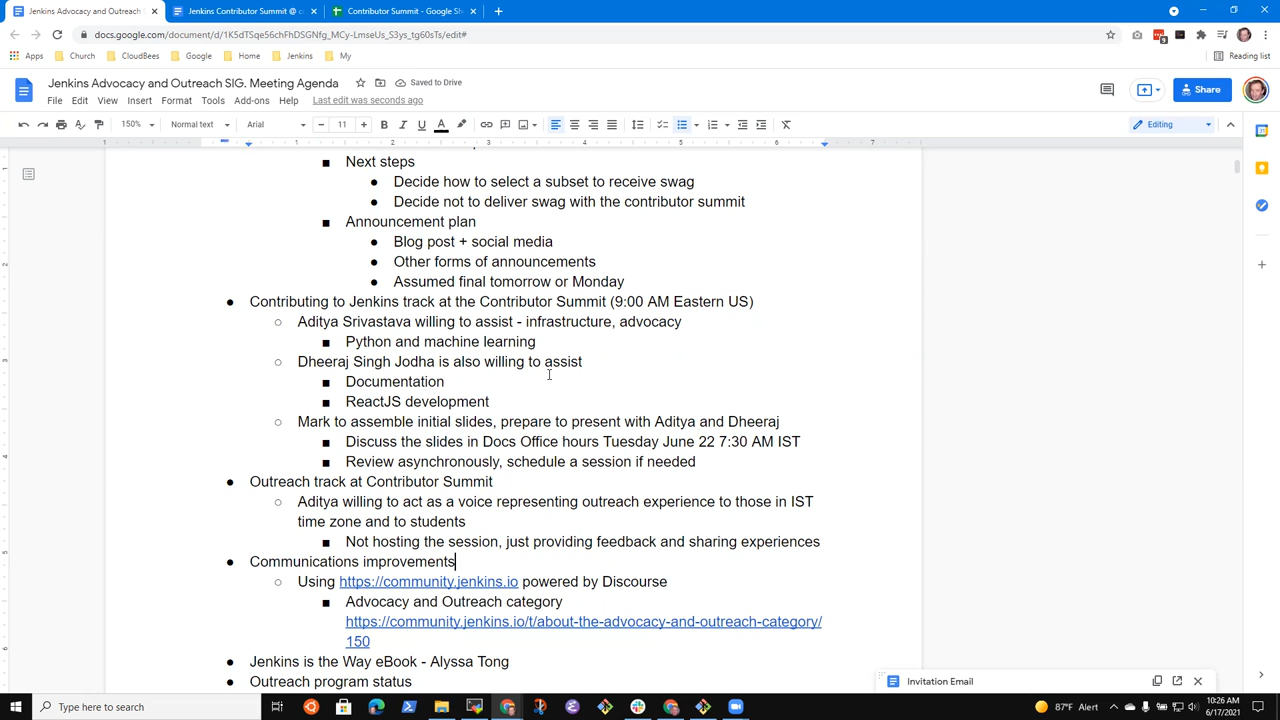 Jenkins Advocacy and Outreach S
Jenkins Contributor Summit @ c
Contributor Summit - Google Sh
docs.google.com/document/d/1K5dTSqe56chFhDSGNfg_MCy-LmseUs_S3ys_tg60sTs/edit#
9
Apps
Church
CloudBees
Google
Home
Jenkins
My
Reading list
Jenkins Advocacy and Outreach SIG. Meeting Agenda
Saved to Drive
File Edit View Insert Format Tools Add-ons Help Last edit was seconds ago
Share
150% Normal text Arial 11 Editing
1 1 2 3 4 5 6 7
■ Next steps
● Decide how to select a subset to receive swag
● Decide not to deliver swag with the contributor summit
■ Announcement plan
● Blog post + social media
● Other forms of announcements
● Assumed final tomorrow or Monday
● Contributing to Jenkins track at the Contributor Summit (9:00 AM Eastern US)
○ Aditya Srivastava willing to assist - infrastructure, advocacy
■ Python and machine learning
○ Dheeraj Singh Jodha is also willing to assist
■ Documentation
■ ReactJS development
○ Mark to assemble initial slides, prepare to present with Aditya and Dheeraj
■ Discuss the slides in Docs Office hours Tuesday June 22 7:30 AM IST
■ Review asynchronously, schedule a session if needed
● Outreach track at Contributor Summit
○ Aditya willing to act as a voice representing outreach experience to those in IST
time zone and to students
■ Not hosting the session, just providing feedback and sharing experiences
● Communications improvements
○ Using https://community.jenkins.io powered by Discourse
■ Advocacy and Outreach category
https://community.jenkins.io/t/about-the-advocacy-and-outreach-category/
150
● Jenkins is the Way eBook - Alyssa Tong
● Outreach program status
Invitation Email
Type here to search
87°F Alert
10:26 AM
6/17/2021